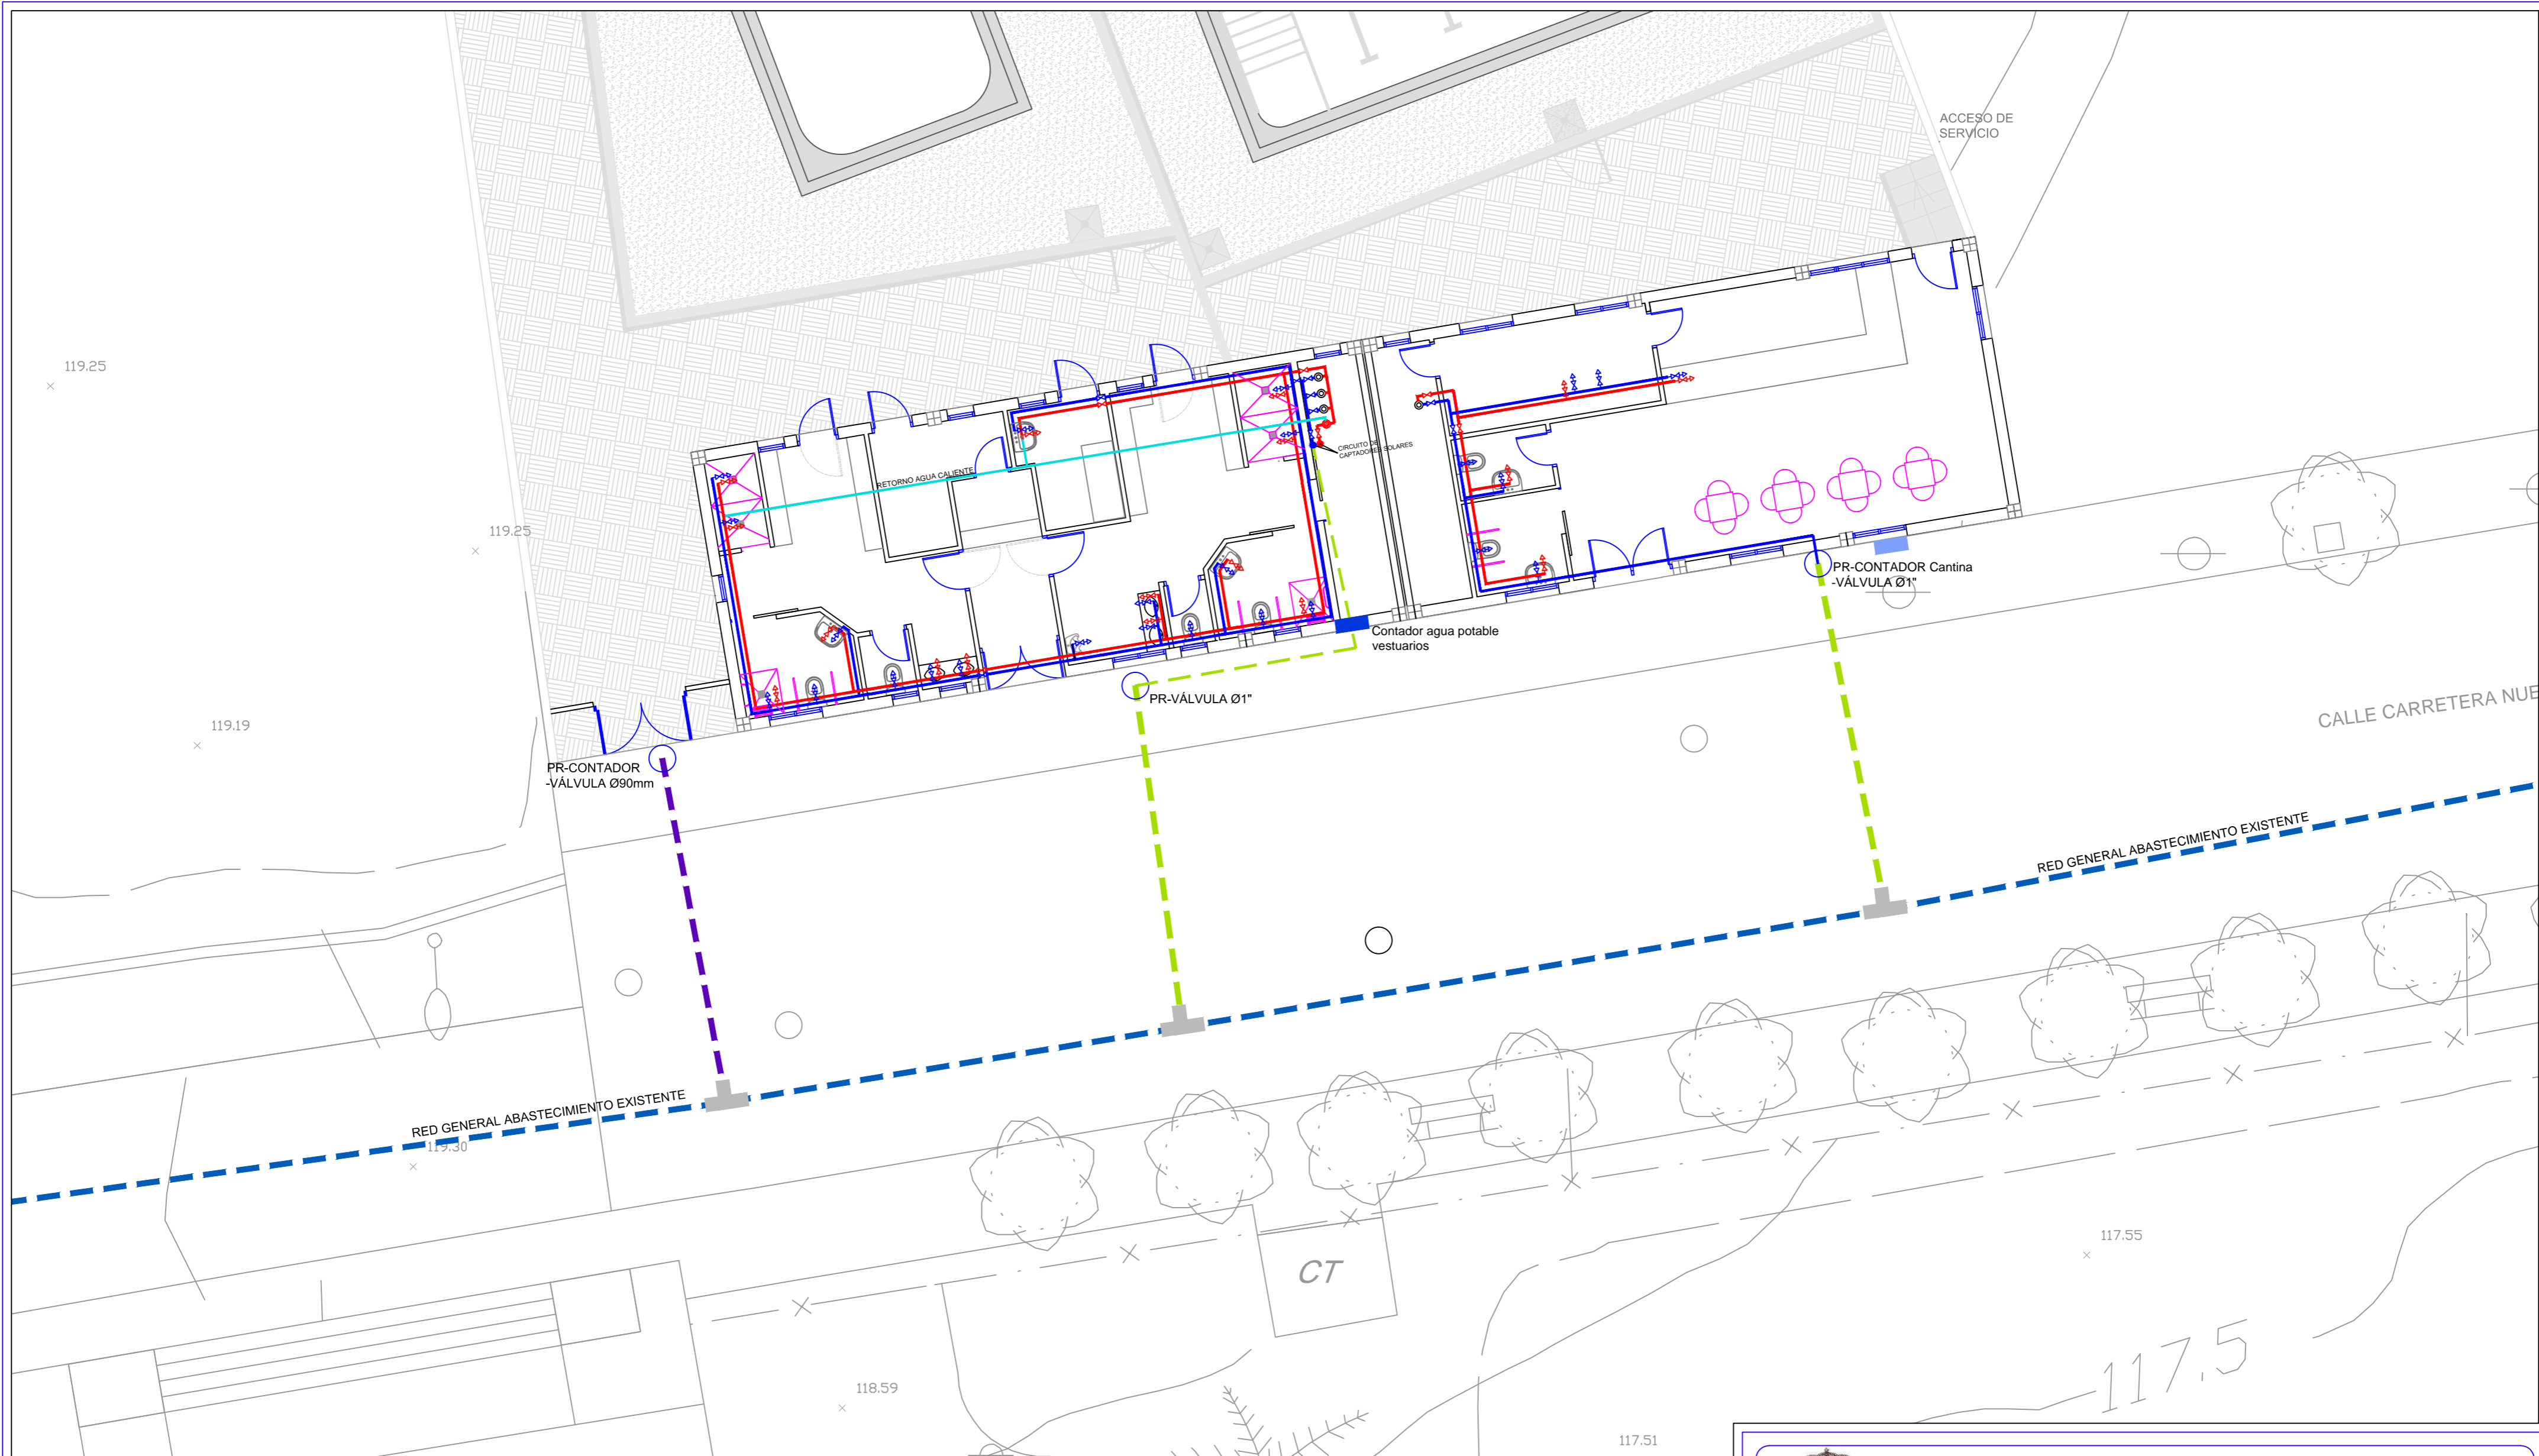 ACCESO DE
SERVICIO
119.25
119.25
CIRCUITO DE
CAPTADORES SOLARES
RETORNO AGUA CALIENTE
PR-CONTADOR Cantina
-VÁLVULA Ø1"
Contador agua potable
vestuarios
PR-VÁLVULA Ø1"
CALLE CARRETERA NUE
119.19
PR-CONTADOR
-VÁLVULA Ø90mm
RED GENERAL ABASTECIMIENTO EXISTENTE
RED GENERAL ABASTECIMIENTO EXISTENTE
119.30
117.55
CT
117,5
118.59
117.51